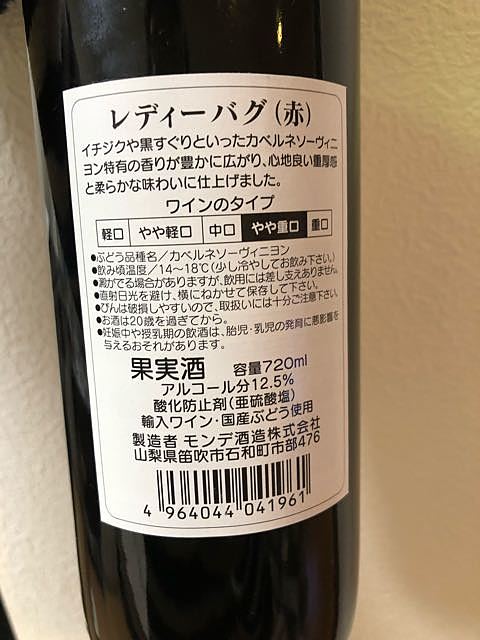 レディーバグ(赤)
イチジクや黒すぐりといったカベルネソーヴィニ
ヨン特有の香りが豊かに広がり、心地良い重厚感
と柔らかな味わいに仕上げました。
ワインのタイプ
軽口 やや軽口 中口 やや重口 重口
●ぶどう品種名/カベルネソーヴィニヨン
●飲み頃温度/14～18℃(少し冷やしてお飲み下さい。)
●澱がでる場合がありますが、飲用には差し支えありません。
●直射日光を避け、横にねかせて保存して下さい。
●びんは破損しやすいので、取扱いには十分ご注意下さい。
●お酒は20歳を過ぎてから。
●妊娠中や授乳期の飲酒は、胎児・乳児の発育に悪影響を
与えるおそれがあります。
果実酒 容量720ml
アルコール分12.5%
酸化防止剤(亜硫酸塩)
輸入ワイン・国産ぶどう使用
製造者 モンデ酒造株式会社
山梨県笛吹市石和町市部476
4 964044 041961